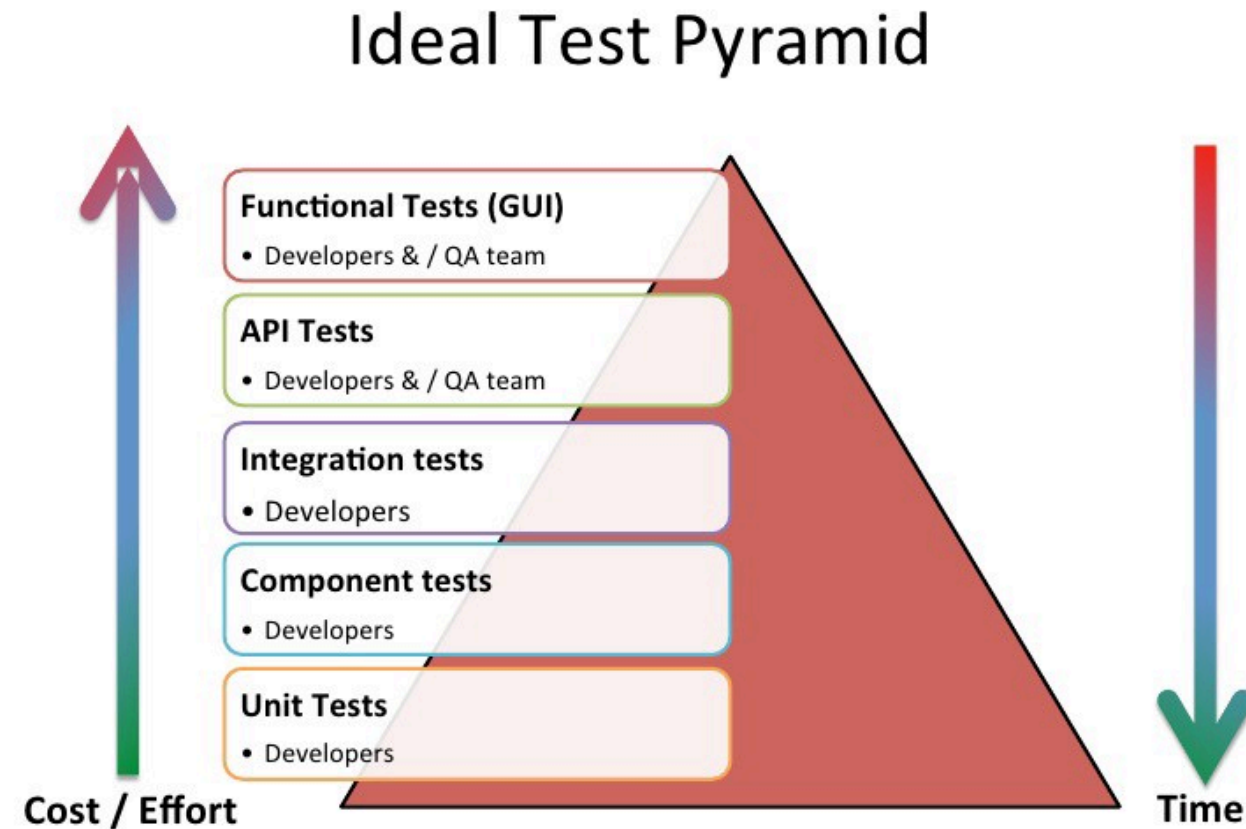 Ideal Test Pyramid
Functional Tests (GUI)
• Developers & / QA team
API Tests
• Developers & / QA team
Integration tests
• Developers
Component tests
• Developers
Unit Tests
• Developers
Cost / Effort
Time